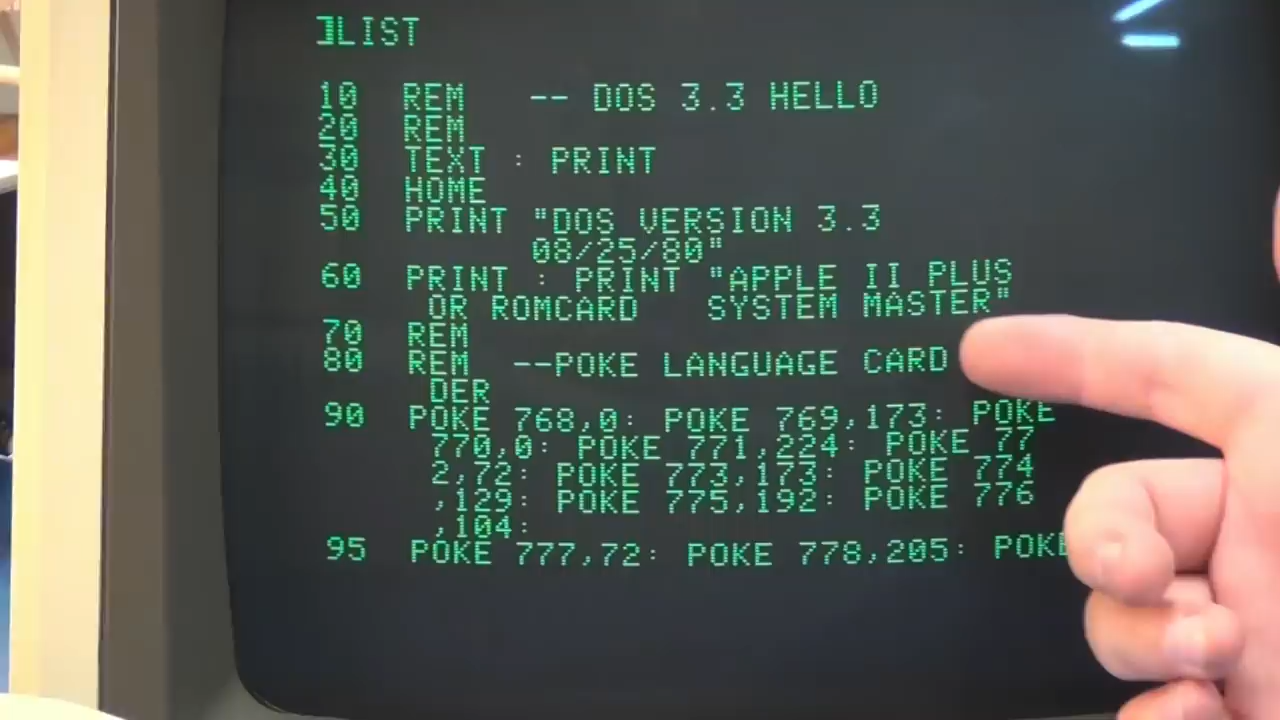 ]LIST
10 REM -- DOS 3.3 HELLO
20 REM
30 TEXT : PRINT
40 HOME
50 PRINT "DOS VERSION 3.3
08/25/80"
60 PRINT : PRINT "APPLE II PLUS
OR ROMCARD SYSTEM MASTER"
70 REM
80 REM --POKE LANGUAGE CARD
DER
90 POKE 768,0: POKE 769,173: POKE
770,0: POKE 771,224: POKE 77
2,72: POKE 773,173: POKE 774
,129: POKE 775,192: POKE 776
,104:
95 POKE 777,72: POKE 778,205: POKE